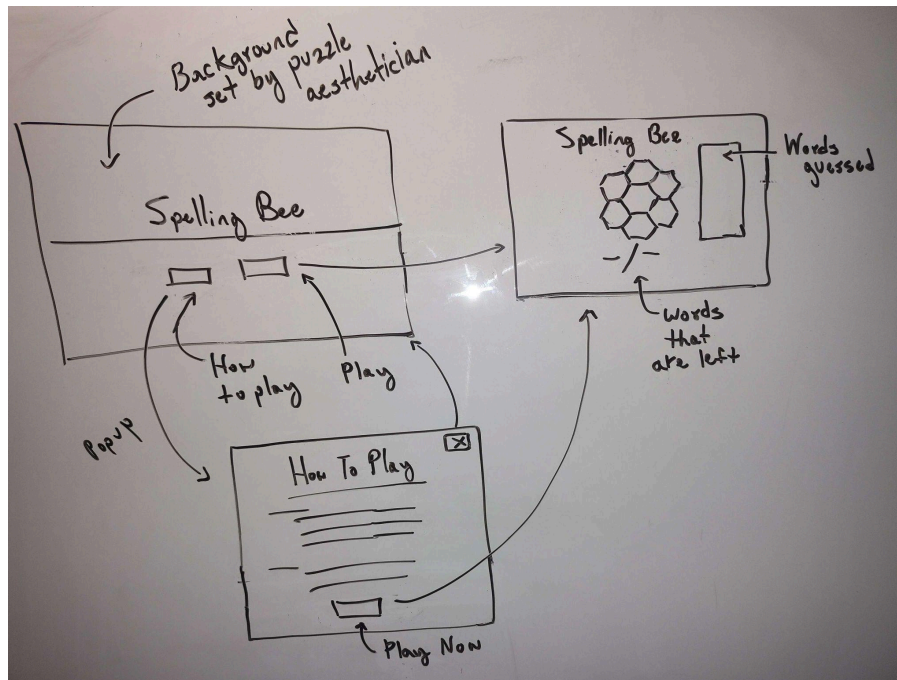 Background
set by puzzle
aesthetician
Spelling Bee
How
to play
Play
Popup
How To Play
X
Play Now
Spelling Bee
Words
guessed
-/-
words
that
are left